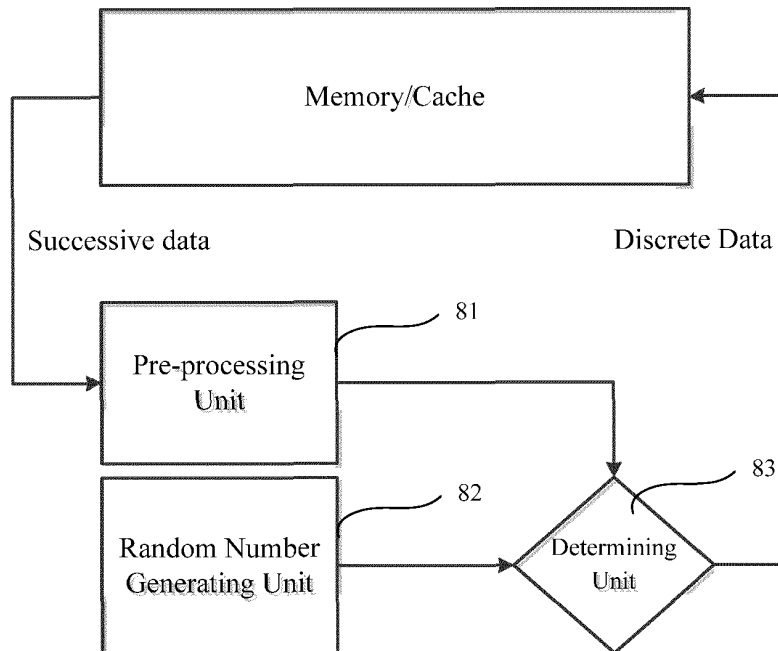 Memory/Cache
Successive data
Discrete Data
81
Pre-processing
Unit
82
83
Random Number
Generating Unit
Determining
Unit